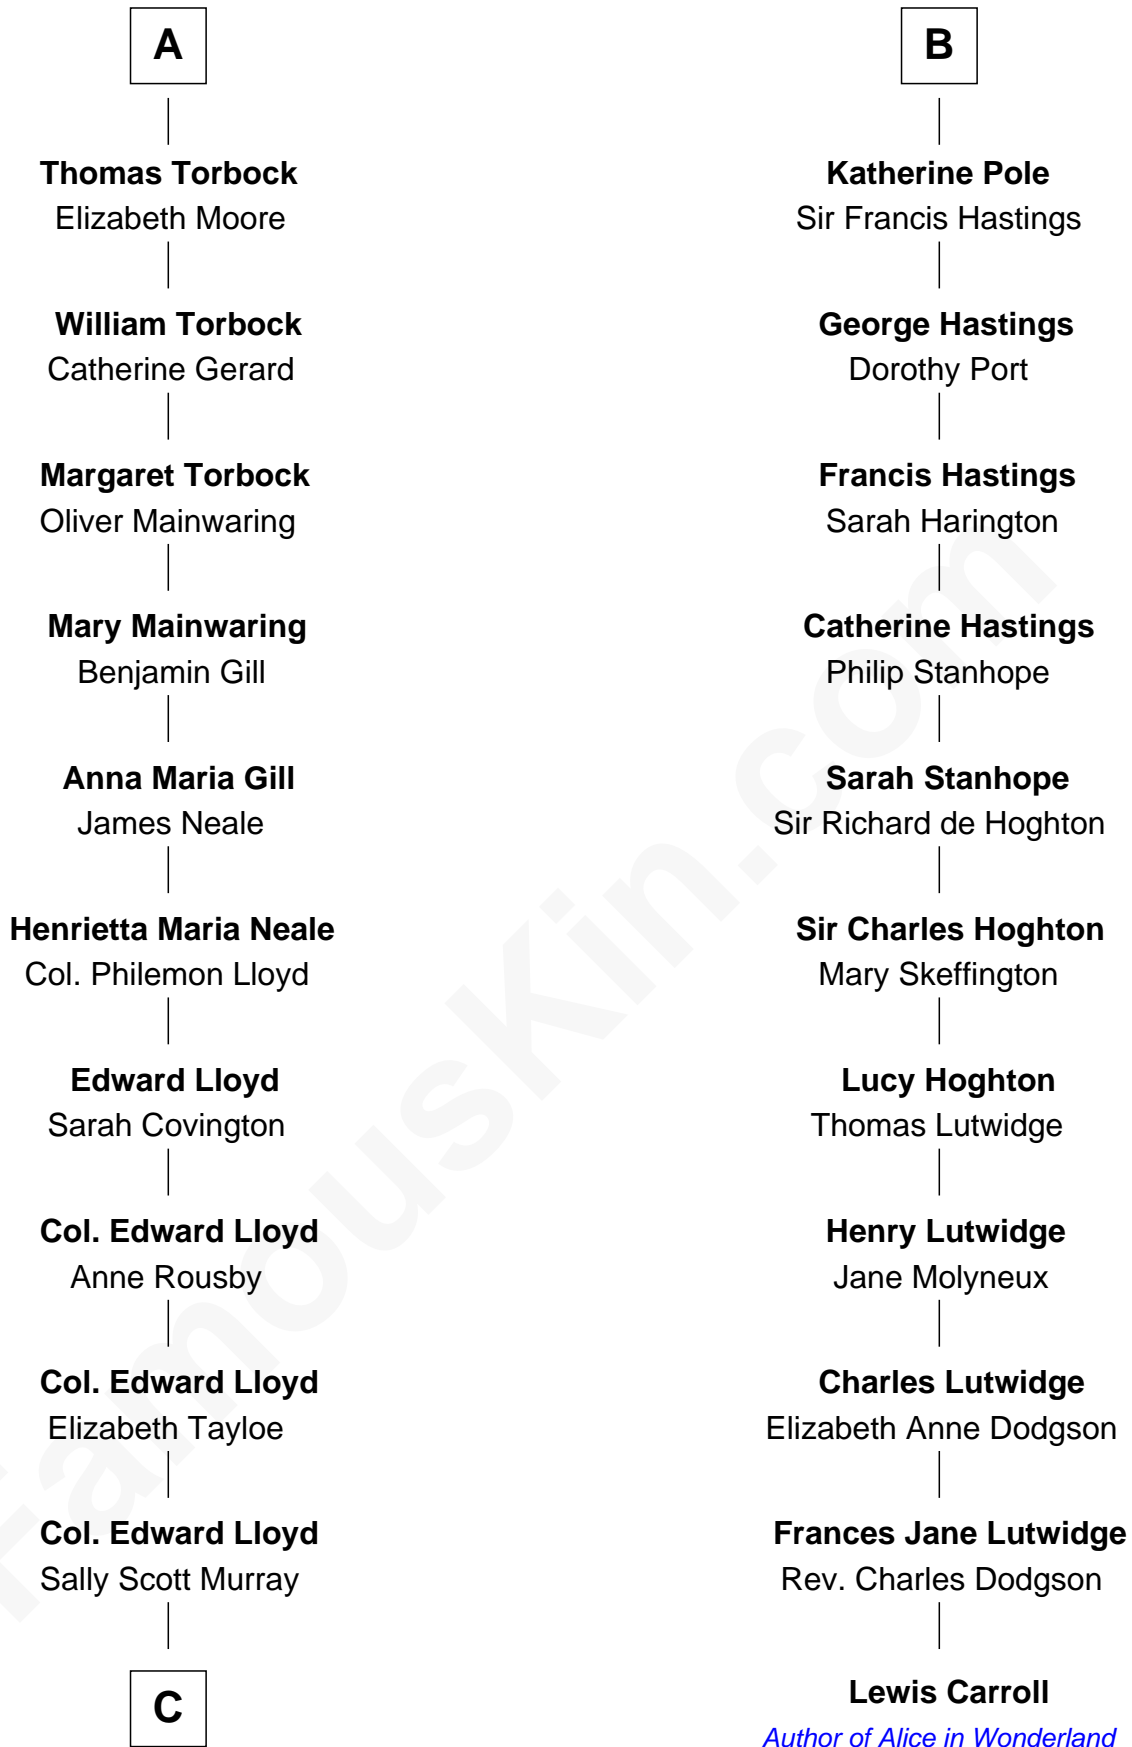 A
Thomas Torbock
Elizabeth Moore
William Torbock
Catherine Gerard
Margaret Torbock
Oliver Mainwaring
Mary Mainwaring
Benjamin Gill
Anna Maria Gill
James Neale
Henrietta Maria Neale
Col. Philemon Lloyd
Edward Lloyd
Sarah Covington
Col. Edward Lloyd
Anne Rousby
Col. Edward Lloyd
Elizabeth Tayloe
Col. Edward Lloyd
Sally Scott Murray
C
B
Katherine Pole
Sir Francis Hastings
George Hastings
Dorothy Port
Francis Hastings
Sarah Harington
Catherine Hastings
Philip Stanhope
Sarah Stanhope
Sir Richard de Hoghton
Sir Charles Hoghton
Mary Skeffington
Lucy Hoghton
Thomas Lutwidge
Henry Lutwidge
Jane Molyneux
Charles Lutwidge
Elizabeth Anne Dodgson
Frances Jane Lutwidge
Rev. Charles Dodgson
Lewis Carroll
Author of Alice in Wonderland
FamousKin.com